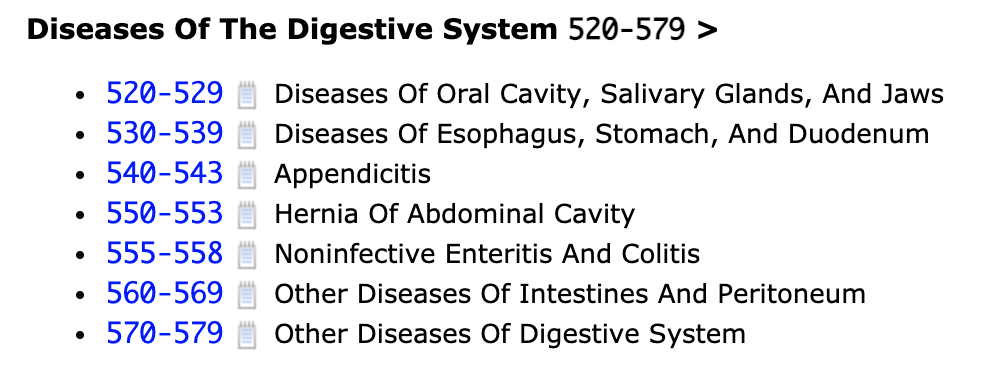 Diseases Of The Digestive System 520-579 >
520-529 Diseases Of Oral Cavity, Salivary Glands, And Jaws
530-539 Diseases Of Esophagus, Stomach, And Duodenum
540-543 Appendicitis
550-553 Hernia Of Abdominal Cavity
555-558 Noninfective Enteritis And Colitis
560-569 Other Diseases Of Intestines And Peritoneum
570-579 Other Diseases Of Digestive System